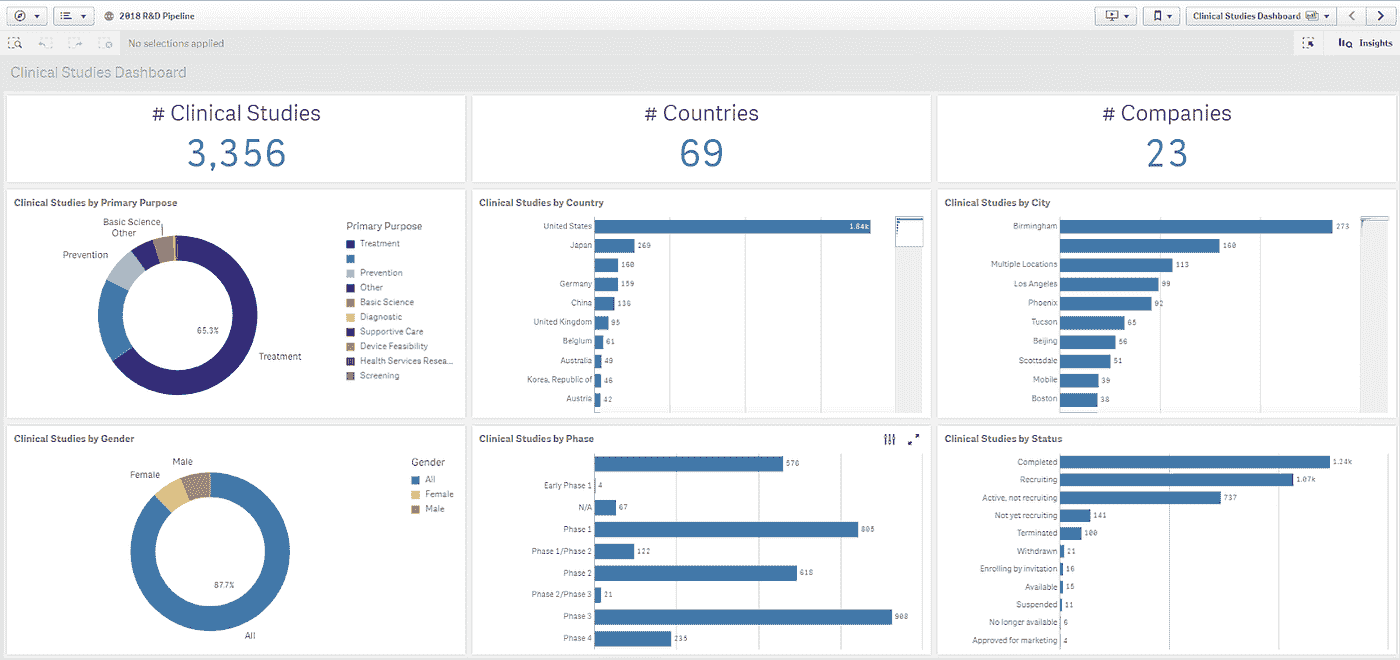 2018 R&D Pipeline
Clinical Studies Dashboard
No selections applied
Insights
Clinical Studies Dashboard
# Clinical Studies
3,356
# Countries
69
# Companies
23
Clinical Studies by Primary Purpose
Basic Science
Other
Prevention
65.3%
Treatment
Primary Purpose
Treatment
Prevention
Other
Basic Science
Diagnostic
Supportive Care
Device Feasibility
Health Services Resea...
Screening
Clinical Studies by Country
United States 1.84k
Japan 269
160
Germany 159
China 136
United Kingdom 95
Belgium 61
Australia 49
Korea, Republic of 46
Austria 42
Clinical Studies by City
Birmingham 273
160
Multiple Locations 113
Los Angeles 99
Phoenix 92
Tucson 65
Beijing 56
Scottsdale 51
Mobile 39
Boston 38
Clinical Studies by Gender
Male
Female
87.7%
All
Gender
All
Female
Male
Clinical Studies by Phase
576
Early Phase 1 4
N/A 67
Phase 1 805
Phase 1/Phase 2 122
Phase 2 618
Phase 2/Phase 3 21
Phase 3 908
Phase 4 235
Clinical Studies by Status
Completed 1.24k
Recruiting 1.07k
Active, not recruiting 737
Not yet recruiting 141
Terminated 100
Withdrawn 21
Enrolling by invitation 16
Available 15
Suspended 11
No longer available 6
Approved for marketing 4